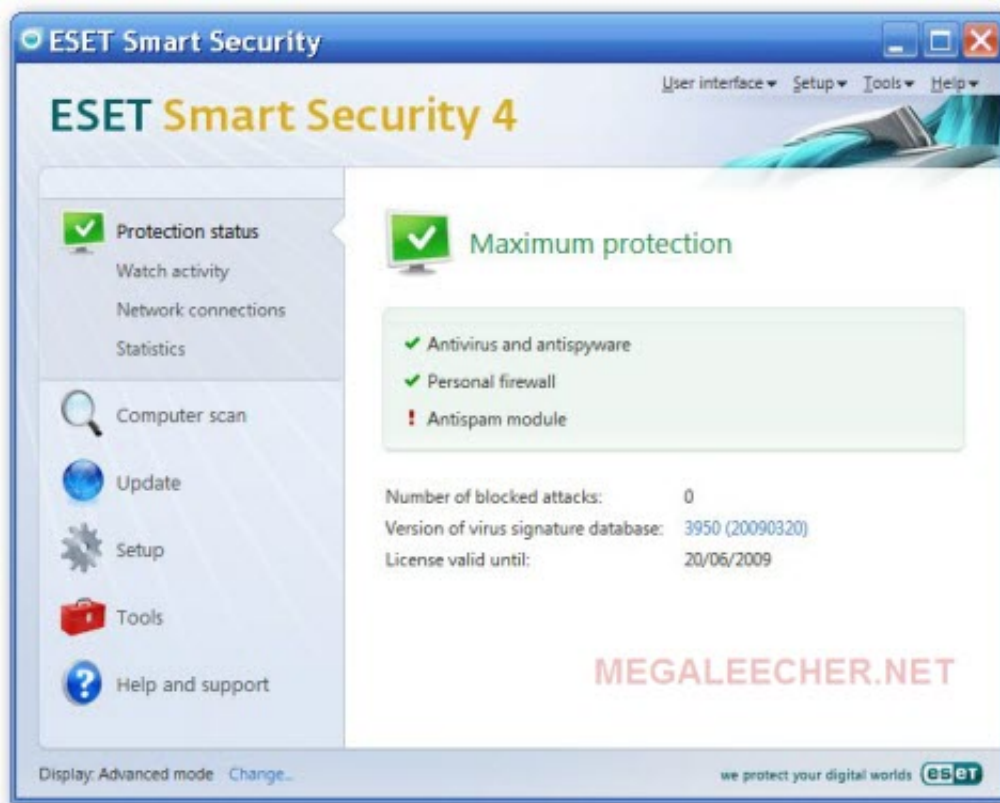 ESET Smart Security
User interface Setup Tools Help
ESET Smart Security 4
Protection status
Watch activity
Network connections
Statistics
Computer scan
Update
Setup
Tools
Help and support
Maximum protection
Antivirus and antispyware
Personal firewall
! Antispam module
Number of blocked attacks: 0
Version of virus signature database: 3950 (20090320)
License valid until: 20/06/2009
MEGALEECHER.NET
Display: Advanced mode Change...
we protect your digital worlds eseT